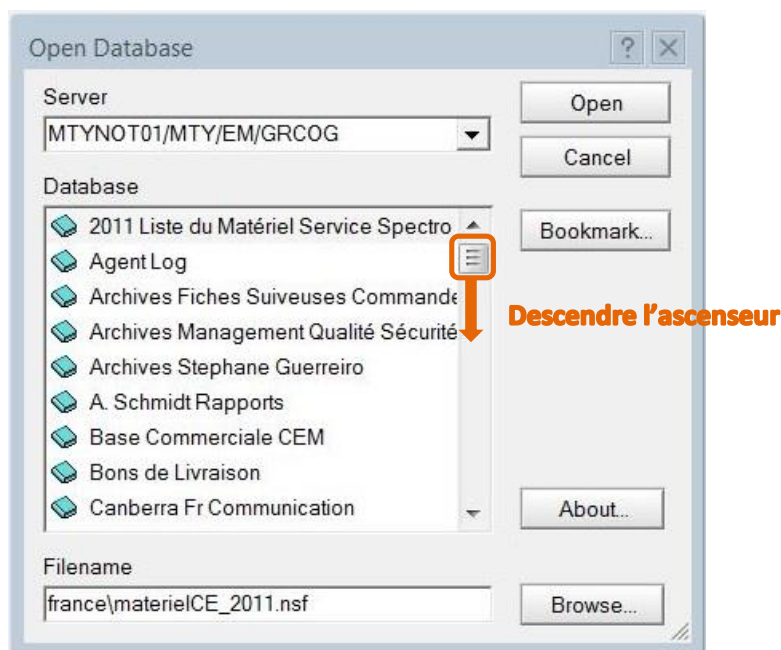 Open Database
Server
MTYNOT01/MTY/EM/GRCOG
Open
Cancel
Database
2011 Liste du Matériel Service Spectro
Agent Log
Archives Fiches Suiveuses Commande
Archives Management Qualité Sécurité
Archives Stephane Guerreiro
A. Schmidt Rapports
Base Commerciale CEM
Bons de Livraison
Canberra Fr Communication
Bookmark...
Descendre l'ascenseur
About...
Filename
france\materielCE_2011.nsf
Browse...